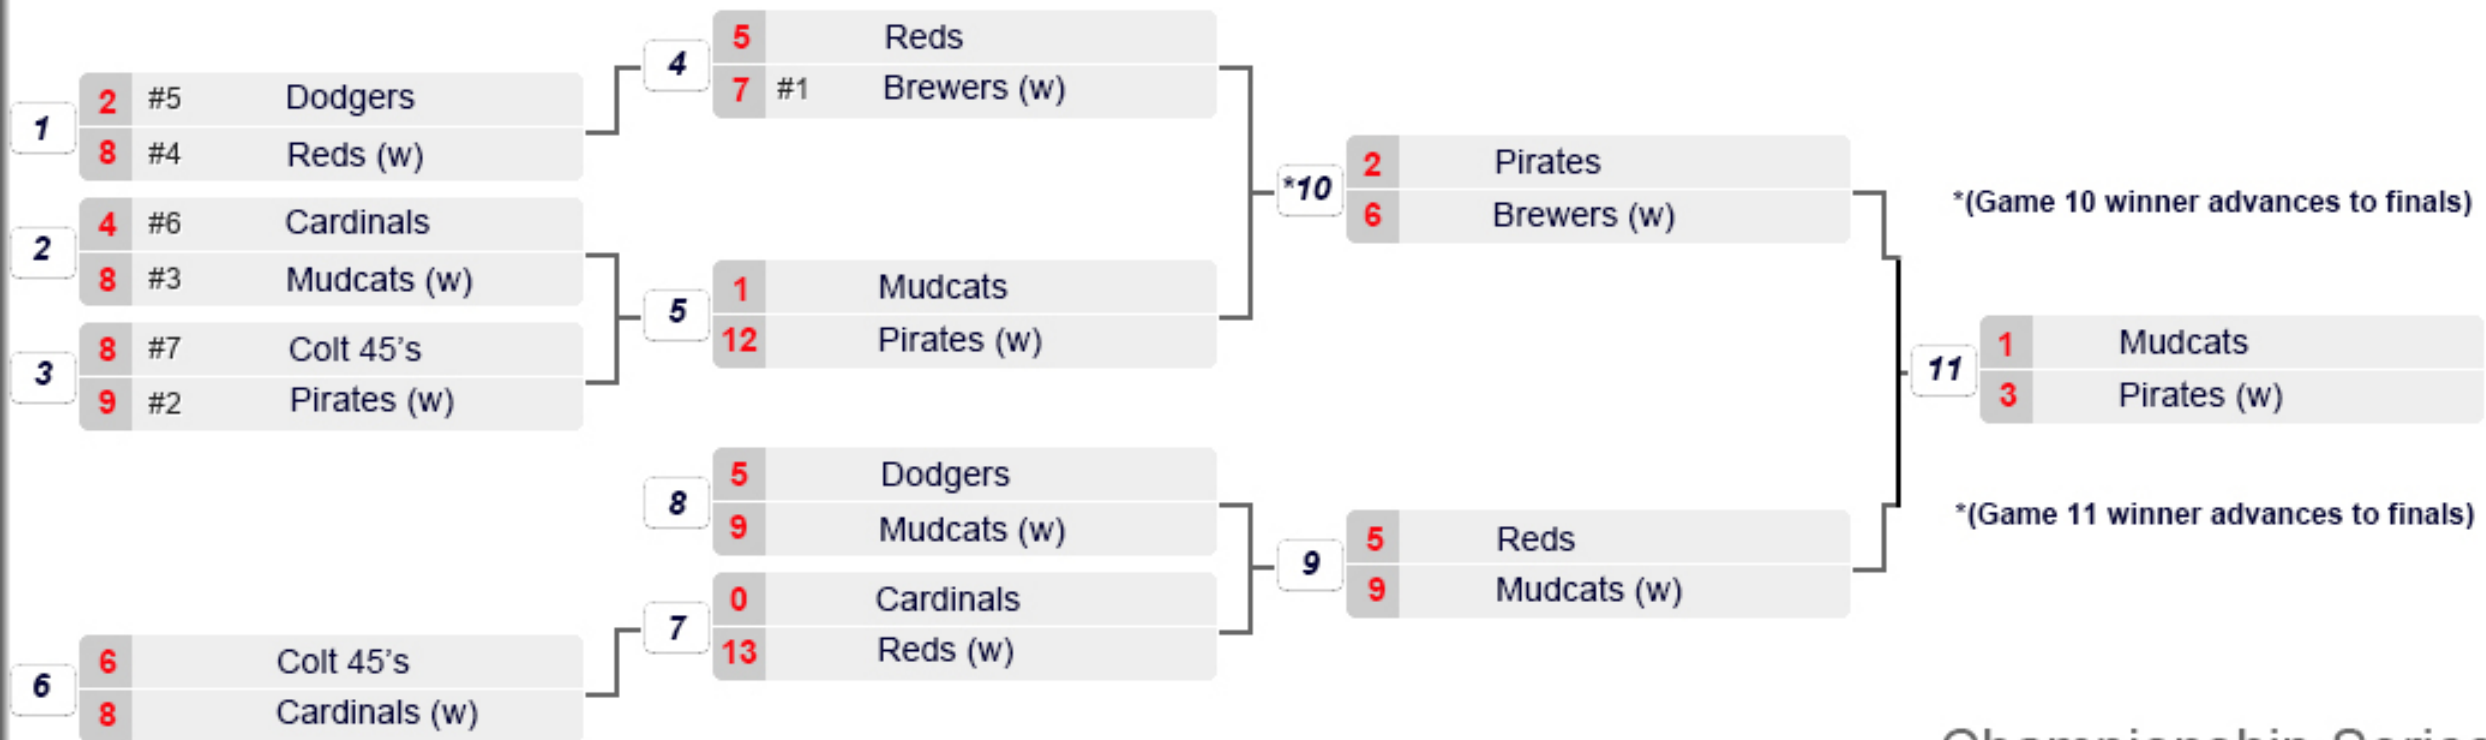 1
2 #5 Dodgers
8 #4 Reds (w)
2
4 #6 Cardinals
8 #3 Mudcats (w)
3
8 #7 Colt 45’s
9 #2 Pirates (w)
6
6 Colt 45’s
8 Cardinals (w)
4
5 Reds
7 #1 Brewers (w)
5
1 Mudcats
12 Pirates (w)
8
5 Dodgers
9 Mudcats (w)
7
0 Cardinals
13 Reds (w)
*10
2 Pirates
6 Brewers (w)
9
5 Reds
9 Mudcats (w)
*(Game 10 winner advances to finals)
11
1 Mudcats
3 Pirates (w)
*(Game 11 winner advances to finals)
Championship Series